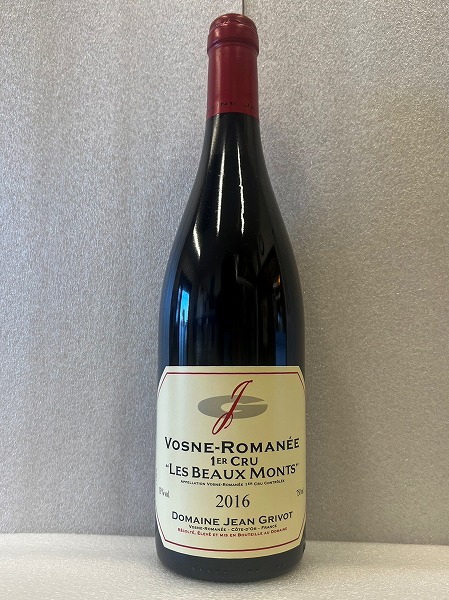 JG
VOSNE-ROMANÉE
1ER CRU
"LES BEAUX MONTS"
APPELLATION VOSNE-ROMANÉE 1ER CRU CONTRÔLÉE
2016
DOMAINE JEAN GRIVOT
VOSNE-ROMANÉE - CÔTE-D'OR - FRANCE
RÉCOLTÉ, ÉLEVÉ ET MIS EN BOUTEILLE AU DOMAINE